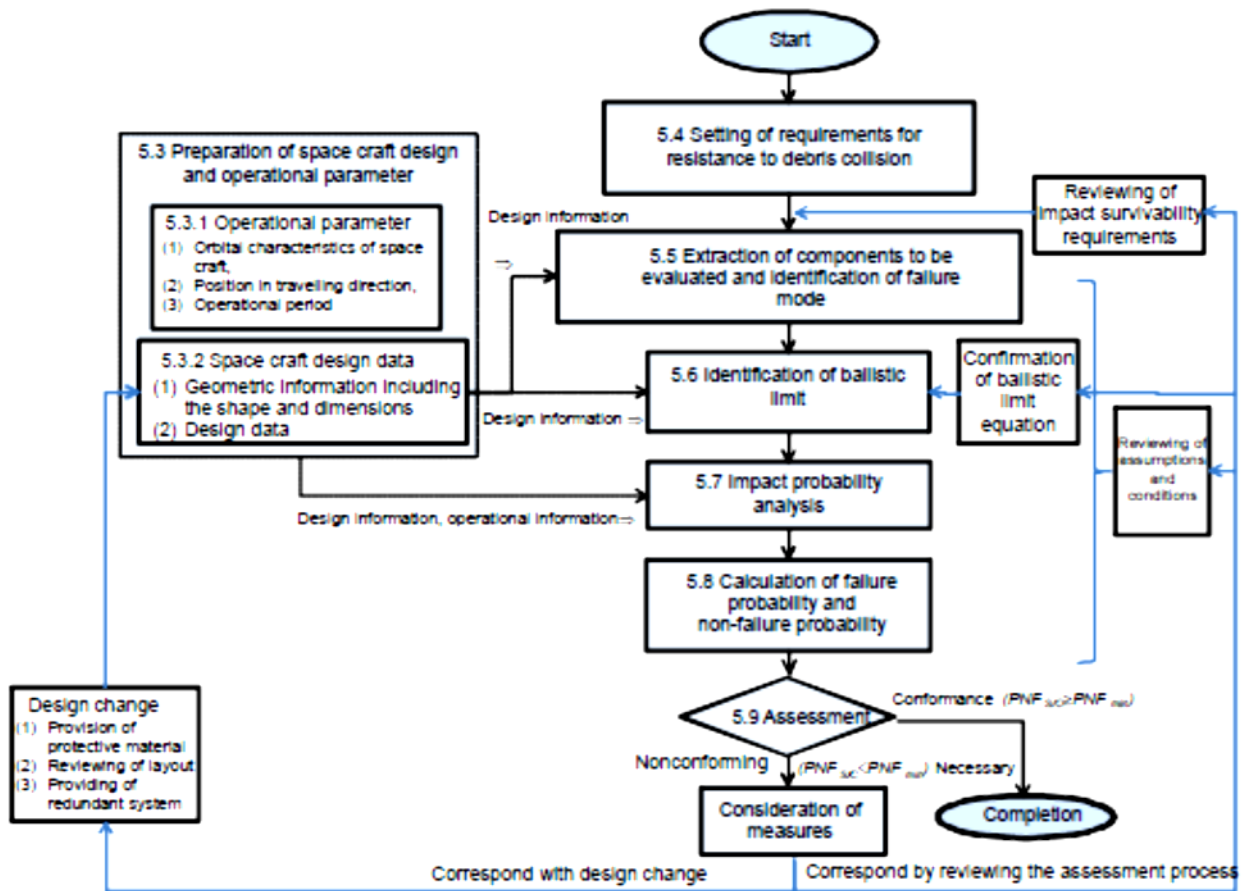 Start
5.4 Setting of requirements for
resistance to debris collision
5.3 Preparation of space craft design
and operational parameter
5.3.1 Operational parameter
(1) Orbital characteristics of space
craft,
(2) Position in travelling direction,
(3) Operational period
5.3.2 Space craft design data
(1) Geometric information including
the shape and dimensions
(2) Design data
Design information
⇒
Reviewing of
impact survivability
requirements
5.5 Extraction of components to be
evaluated and identification of failure
mode
5.6 Identification of ballistic
limit
Design information ⇒
Confirmation
of ballistic
limit
equation
Reviewing of
assumptions
and
conditions
5.7 Impact probability
analysis
Design information, operational information⇒
5.8 Calculation of failure
probability and
non-failure probability
5.9 Assessment
Conformance (PNF S/C≥PNF min)
Nonconforming
(PNF S/C<PNF min) Necessary
Design change
(1) Provision of
protective material
(2) Reviewing of layout
(3) Providing of
redundant system
Consideration of
measures
Completion
Correspond with design change
Correspond by reviewing the assessment process